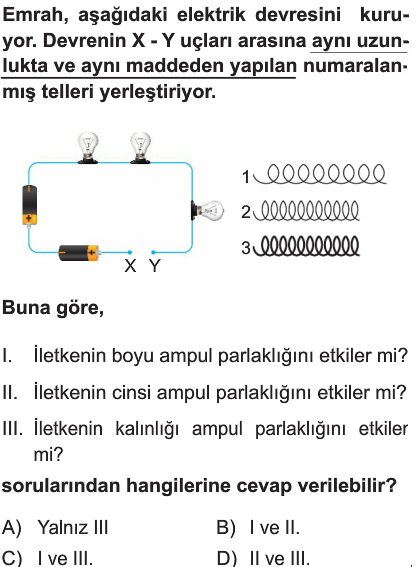 Emrah, aşağıdaki elektrik devresini kuru-
yor. Devrenin X - Y uçları arasına aynı uzun-
lukta ve aynı maddeden yapılan numaralan-
mış telleri yerleştiriyor.
1
2
3
+
+
X Y
Buna göre,
I. İletkenin boyu ampul parlaklığını etkiler mi?
II. İletkenin cinsi ampul parlaklığını etkiler mi?
III. İletkenin kalınlığı ampul parlaklığını etkiler
mi?
sorularından hangilerine cevap verilebilir?
A) Yalnız III B) I ve II.
C) I ve III. D) II ve III.